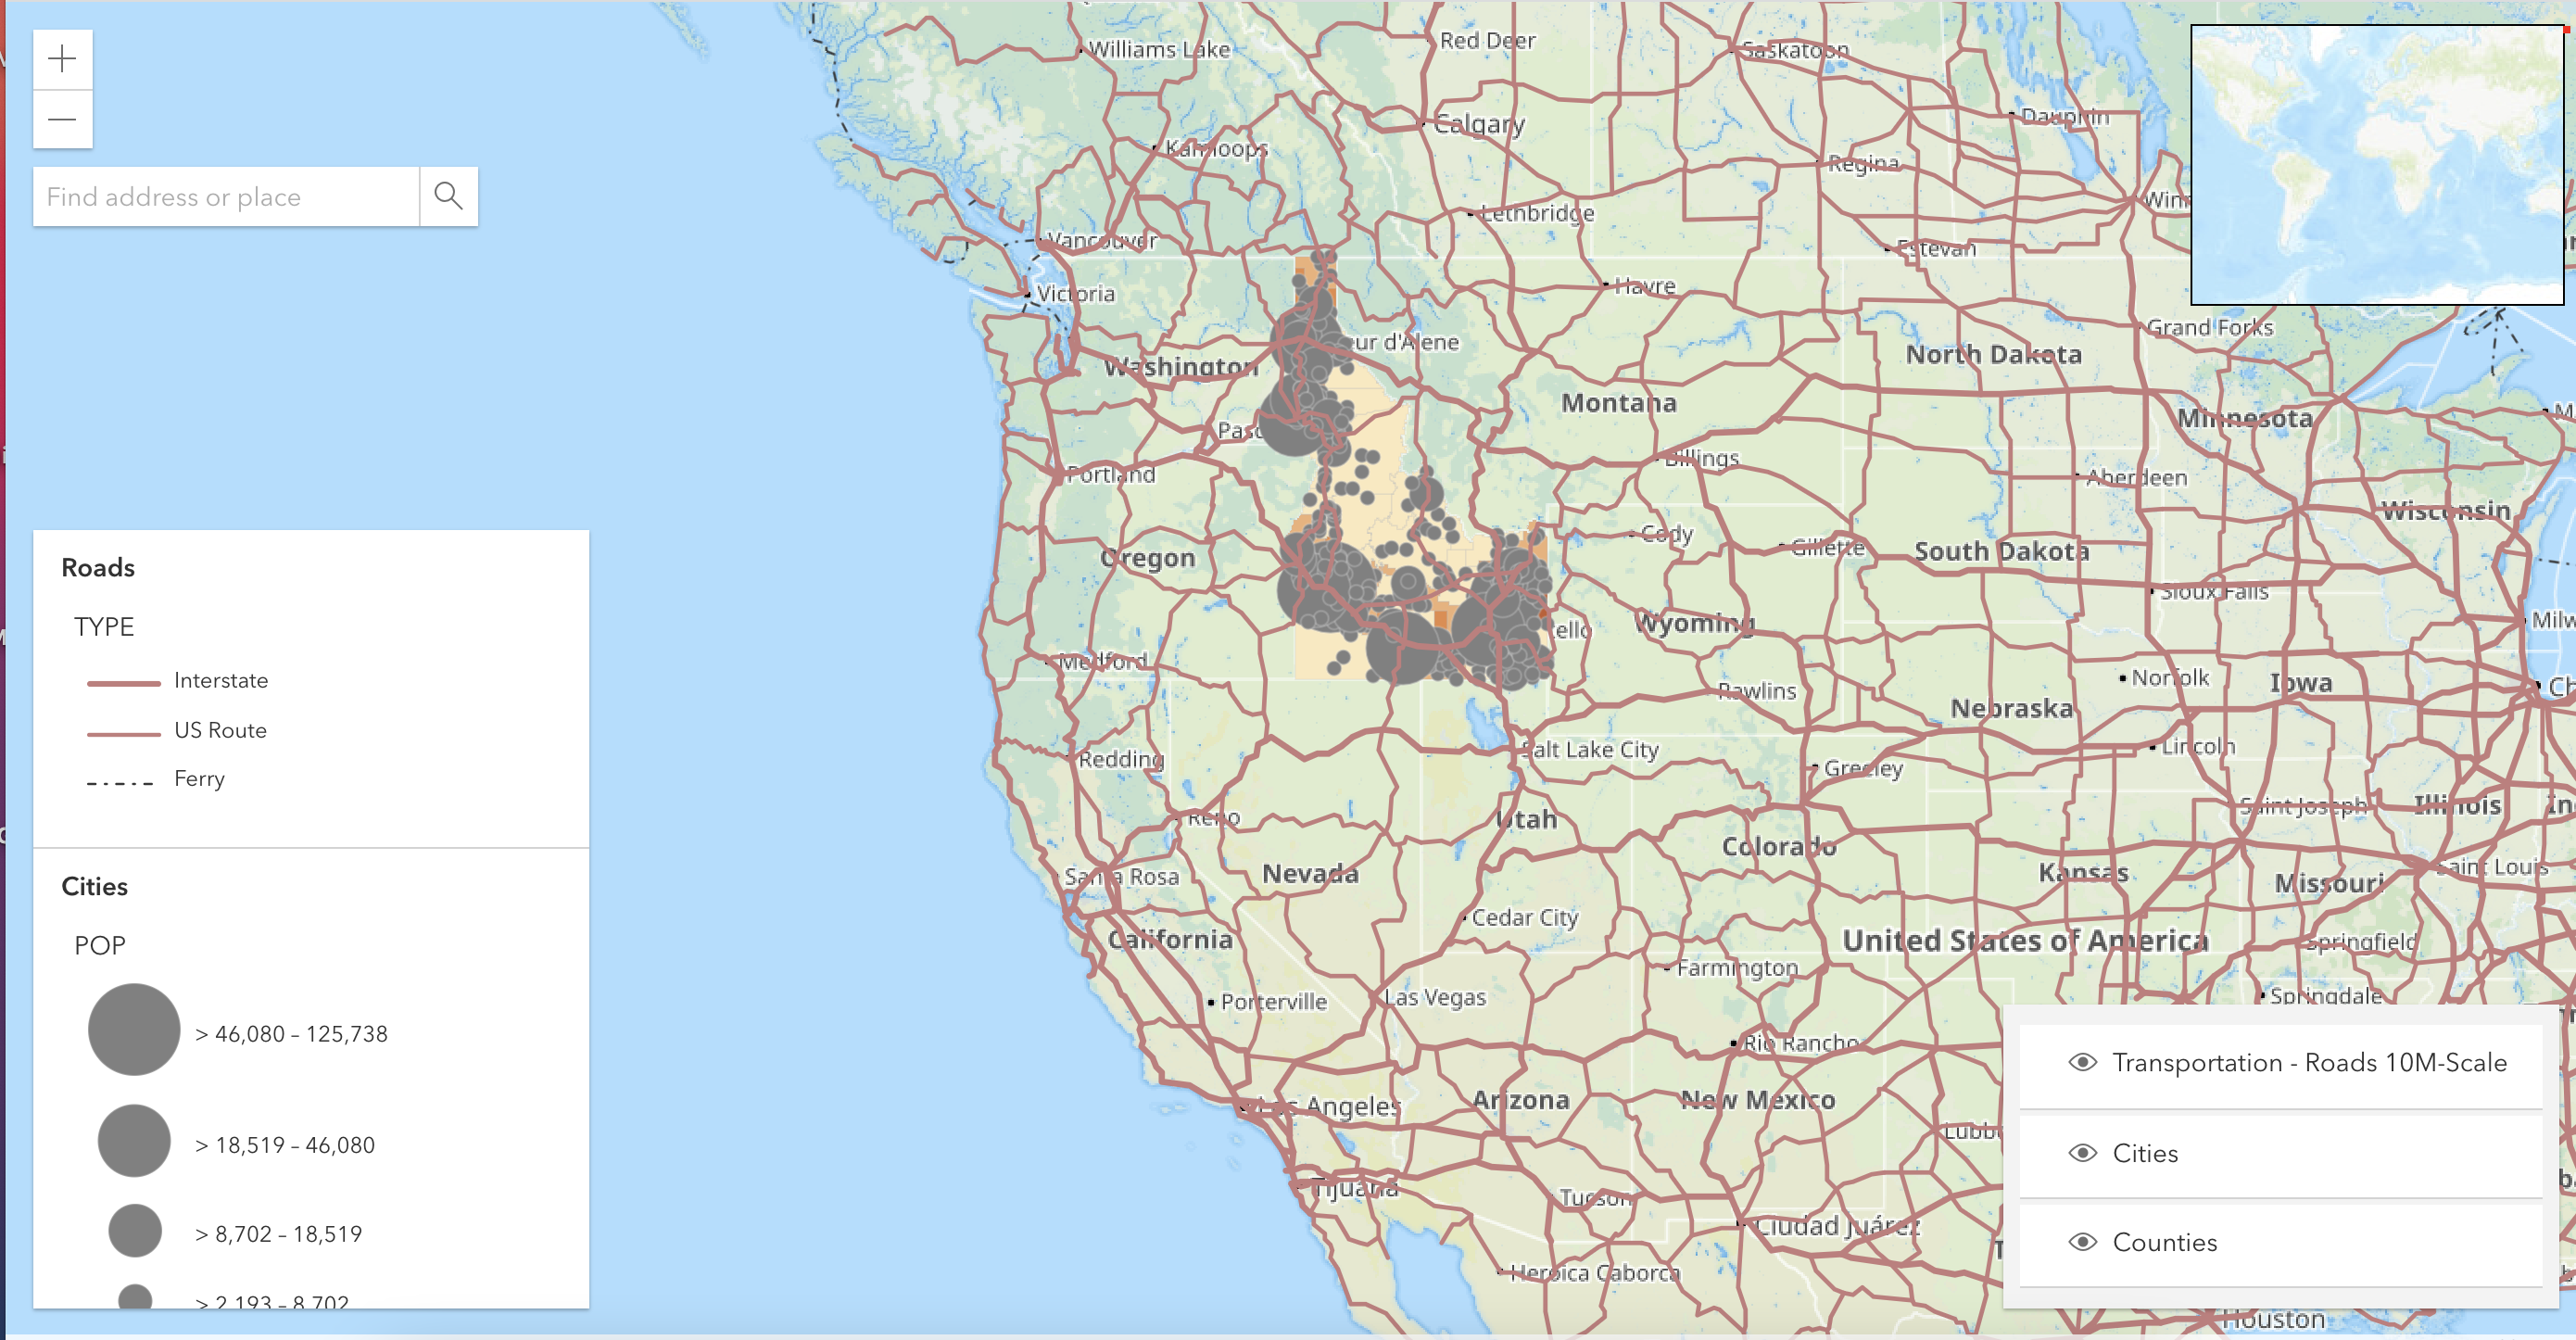 Find address or place
Roads
TYPE
Interstate
US Route
Ferry
Cities
POP
> 46,080 – 125,738
> 18,519 – 46,080
> 8,702 – 18,519
> 2,193 – 8,702
Williams Lake
Red Deer
Saskatoon
Calgary
Dauphin
Kamloops
Regina
Lethbridge
Vancouver
Estevan
Victoria
Havre
Grand Forks
eur d'Alene
Washington
North Dakota
Montana
Minnesota
Billings
Portland
Aberdeen
Wisconsin
Cody
Gillette
South Dakota
Oregon
Sioux Falls
Wyoming
ello
Milw
Medford
Rawlins
Norfolk
Iowa
Ch
Nebraska
Salt Lake City
Lincoln
Redding
Greeley
Reno
Utah
Saint Joseph
Illinois
In
Colorado
Nevada
Santa Rosa
Kansas
Missouri
Saint Louis
Cedar City
California
United States of America
Springfield
Farmington
Porterville
Las Vegas
Springdale
Rio Rancho
Los Angeles
Arizona
New Mexico
Lubb
Tijuana
Tucson
Ciudad Juárez
Heroica Caborca
Houston
Transportation - Roads 10M-Scale
Cities
Counties